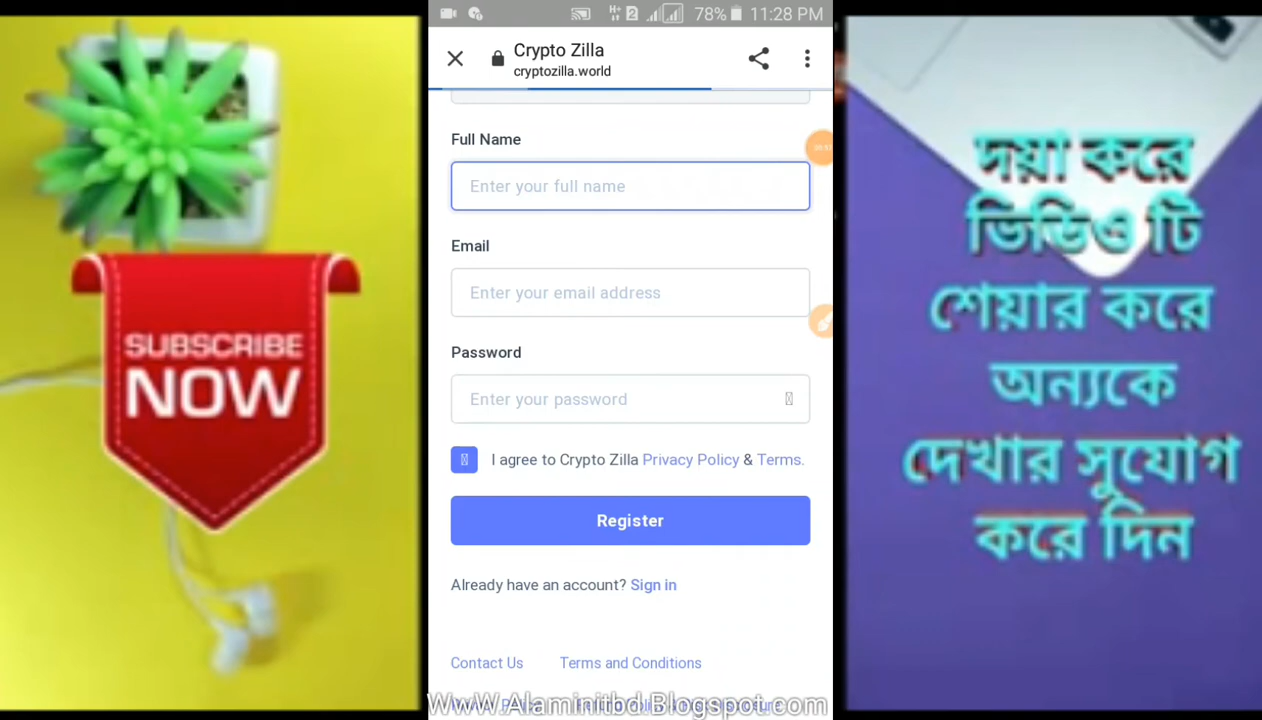 SUBSCRIBE
NOW
78% 11:28 PM
Crypto Zilla
cryptozilla.world
Full Name
Enter your full name
Email
Enter your email address
Password
Enter your password
I agree to Crypto Zilla Privacy Policy & Terms.
Register
Already have an account? Sign in
Contact Us Terms and Conditions
WwW.Alaminitbd.Blogspot.com
দয়া করে
ভিডিও টি
শেয়ার করে
অন্যকে
দেখার সুযোগ
করে দিন